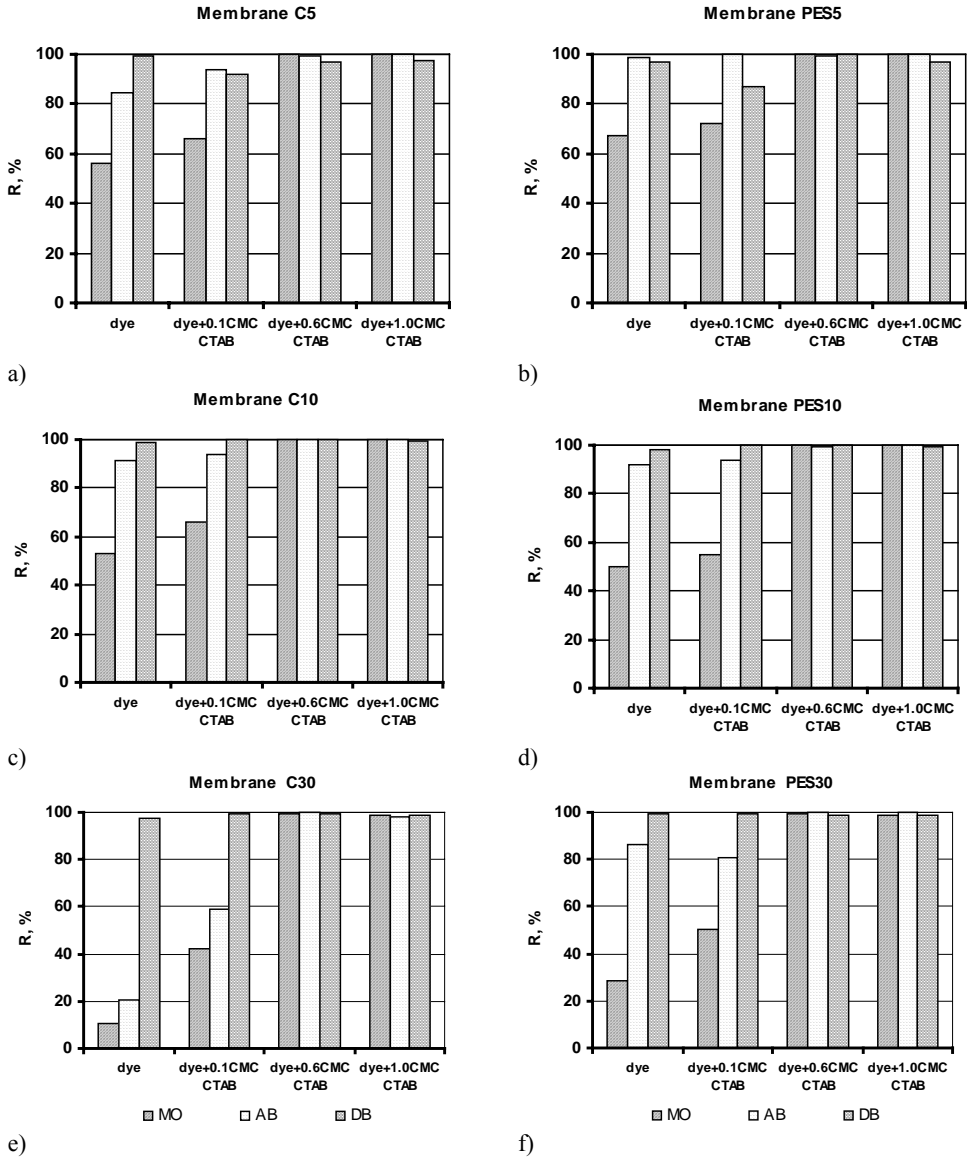 Membrane C5
R, %
100
80
60
40
20
0
dye
dye+0.1CMC
CTAB
dye+0.6CMC
CTAB
dye+1.0CMC
CTAB
a)
Membrane PES5
R, %
100
80
60
40
20
0
dye
dye+0.1CMC
CTAB
dye+0.6CMC
CTAB
dye+1.0CMC
CTAB
b)
Membrane C10
R, %
100
80
60
40
20
0
dye
dye+0.1CMC
CTAB
dye+0.6CMC
CTAB
dye+1.0CMC
CTAB
c)
Membrane PES10
R, %
100
80
60
40
20
0
dye
dye+0.1CMC
CTAB
dye+0.6CMC
CTAB
dye+1.0CMC
CTAB
d)
Membrane C30
R, %
100
80
60
40
20
0
dye
dye+0.1CMC
CTAB
dye+0.6CMC
CTAB
dye+1.0CMC
CTAB
MO AB DB
e)
Membrane PES30
R, %
100
80
60
40
20
0
dye
dye+0.1CMC
CTAB
dye+0.6CMC
CTAB
dye+1.0CMC
CTAB
MO AB DB
f)